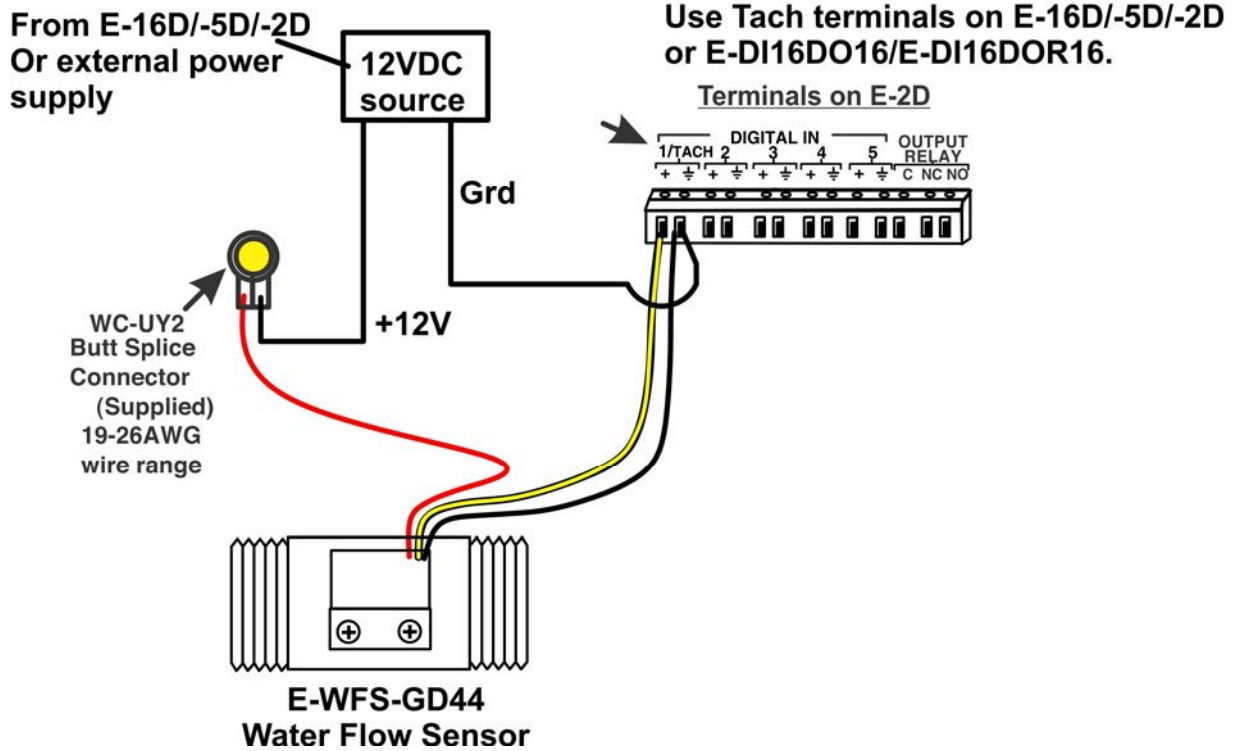 From E-16D/-5D/-2D
Or external power
supply
12VDC
source
Use Tach terminals on E-16D/-5D/-2D
or E-DI16DO16/E-DI16DOR16.
Terminals on E-2D
DIGITAL IN
1/TACH 2 3 4 5
OUTPUT
RELAY
+ ⏚ + ⏚ + ⏚ + ⏚ + ⏚ C NC NO
Grd
+12V
WC-UY2
Butt Splice
Connector
(Supplied)
19-26AWG
wire range
E-WFS-GD44
Water Flow Sensor